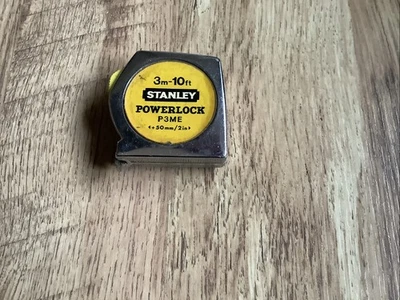 3m-10ft
STANLEY
POWERLOCK
P3ME
←+50mm/2in→